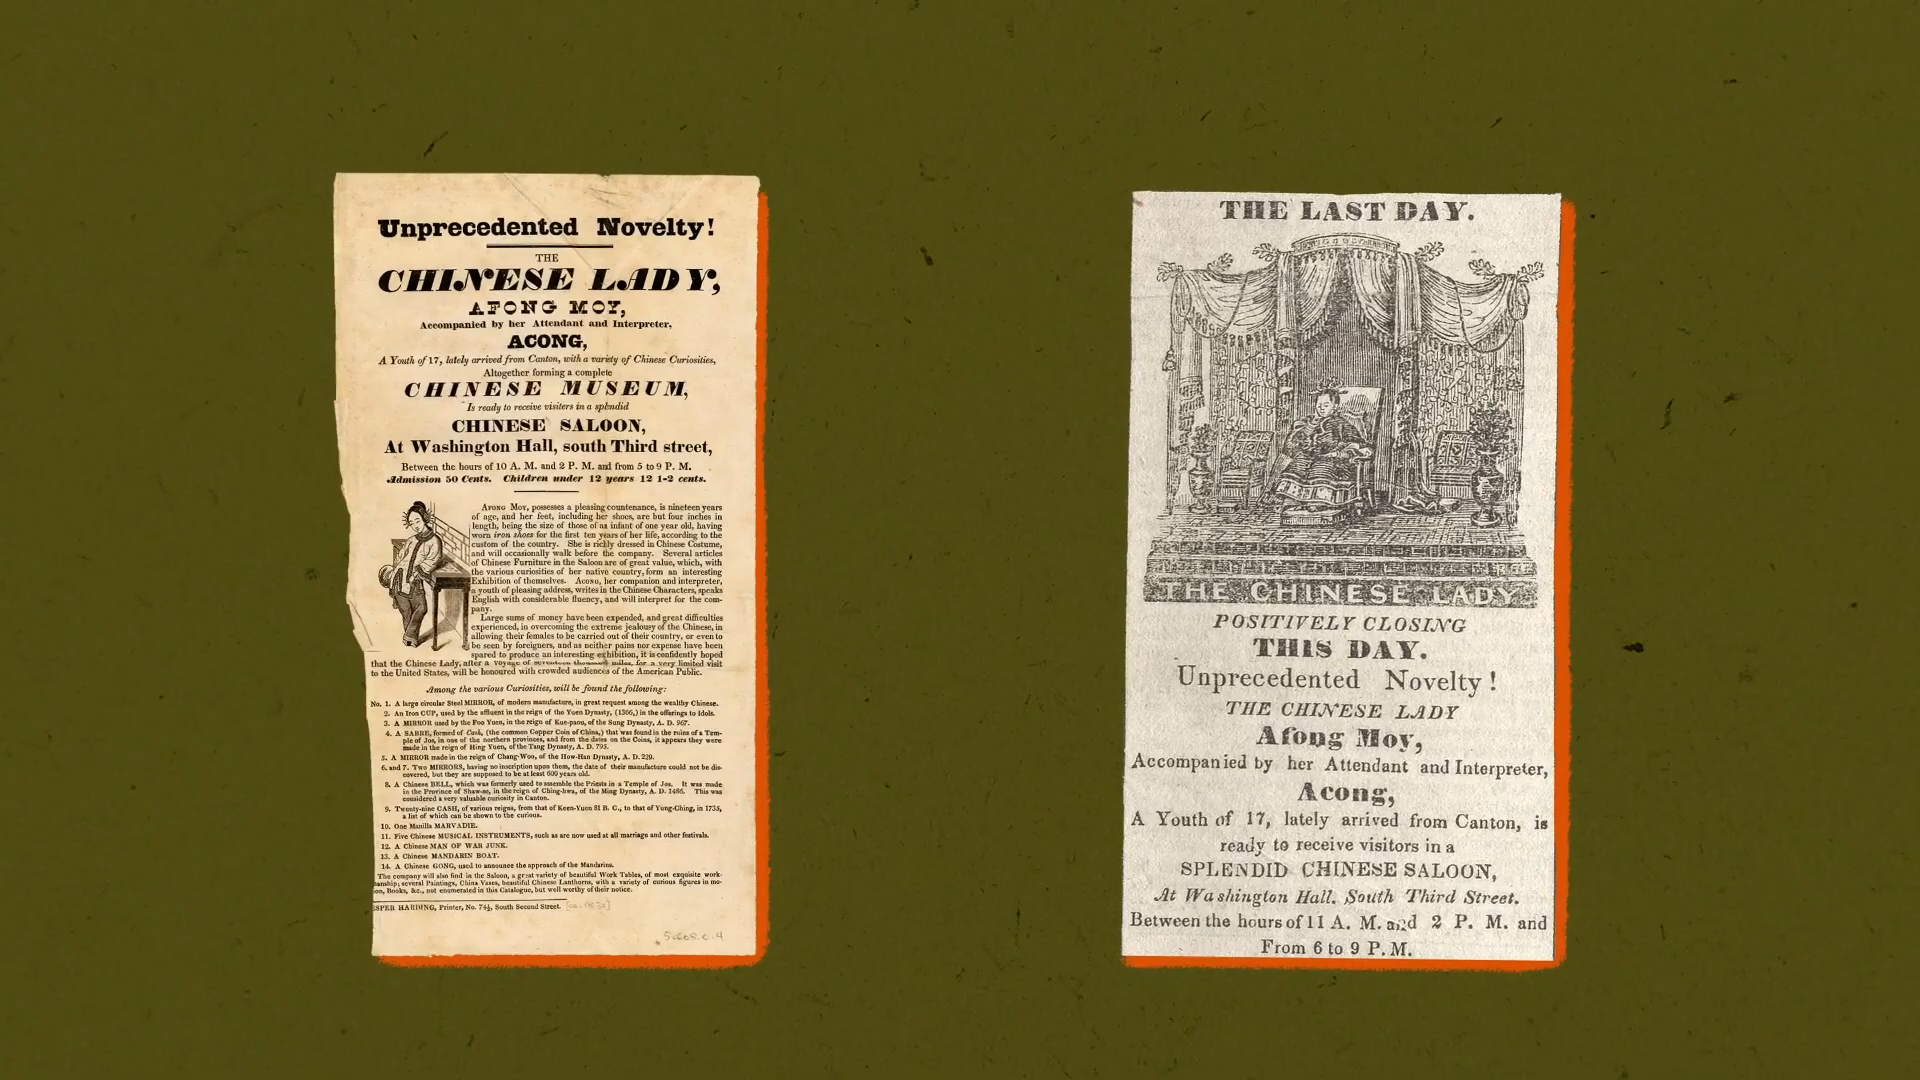 Unprecedented Novelty!
THE
CHINESE LADY,
AFONG MOY,
Accompanied by her Attendant and Interpreter,
ACONG,
A Youth of 17, lately arrived from Canton, with a variety of Chinese Curiosities,
Altogether forming a complete
CHINESE MUSEUM,
Is ready to receive visiters in a splendid
CHINESE SALOON,
At Washington Hall, south Third street,
Between the hours of 10 A. M. and 2 P. M. and from 5 to 9 P. M.
Admission 50 Cents. Children under 12 years 12 1-2 cents.
Afong Moy, possesses a pleasing countenance, is nineteen years
of age, and her feet, including her shoes, are but four inches in
length, being the size of those of an infant of one year old, having
worn iron shoes for the first ten years of her life, according to the
custom of the country. She is richly dressed in Chinese Costume,
and will occasionally walk before the company. Several articles
of Chinese Furniture in the Saloon are of great value, which, with
the various curiosities of her native country, form an interesting
Exhibition of themselves. Acong, her companion and interpreter,
a youth of pleasing address, writes in the Chinese Characters, speaks
English with considerable fluency, and will interpret for the com-
pany.
Large sums of money have been expended, and great difficulties
experienced, in overcoming the extreme jealousy of the Chinese, in
allowing their females to be carried out of their country, or even to
be seen by foreigners, and as neither pains nor expense have been
spared to produce an interesting exhibition, it is confidently hoped
that the Chinese Lady, after a voyage of seventeen thousand miles, for a very limited visit
to the United States, will be honoured with crowded audiences of the American Public.
Among the various Curiosities, will be found the following:
No. 1. A large circular Steel MIRROR, of modern manufacture, in great request among the wealthy Chinese.
2. An Iron CUP, used by the affluent in the reign of the Yuen Dynasty, (1366,) in the offerings to Idols.
3. A MIRROR used by the Foo Yuen, in the reign of Kue-paou, of the Sung Dynasty, A. D. 967.
4. A SABRE, formed of Cash, (the common Copper Coin of China,) that was found in the ruins of a Tem-
ple of Jos, in one of the northern provinces, and from the dates on the Coins, it appears they were
made in the reign of Hing Yuen, of the Tang Dynasty, A. D. 795.
5. A MIRROR made in the reign of Chang-Woo, of the How-Han Dynasty, A. D. 229.
6. and 7. Two MIRRORS, having no inscription upon them, the date of their manufacture could not be dis-
covered, but they are supposed to be at least 600 years old.
8. A Chinese BELL, which was formerly used to assemble the Priests in a Temple of Jos. It was made
in the Province of Shaw-se, in the reign of Ching-hwa, of the Ming Dynasty, A. D. 1486. This was
considered a very valuable curiosity in Canton.
9. Twenty-nine CASH, of various reigns, from that of Keen-Yuen 81 B. C., to that of Yung-Ching, in 1735,
a list of which can be shown to the curious.
10. One Manilla MARVADIE.
11. Five Chinese MUSICAL INSTRUMENTS, such as are now used at all marriage and other festivals.
12. A Chinese MAN OF WAR JUNK.
13. A Chinese MANDARIN BOAT.
14. A Chinese GONG, used to announce the approach of the Mandarins.
The company will also find in the Saloon, a great variety of beautiful Work Tables, of most exquisite work-
manship; several Paintings, China Vases, beautiful Chinese Lanthorns, with a variety of curious figures in mo-
tion, Books, &c., not enumerated in this Catalogue, but well worthy of their notice.
ESPER HARDING, Printer, No. 74½, South Second Street.
THE LAST DAY.
THE CHINESE LADY
POSITIVELY CLOSING
THIS DAY.
Unprecedented Novelty!
THE CHINESE LADY
Afong Moy,
Accompanied by her Attendant and Interpreter,
Acong,
A Youth of 17, lately arrived from Canton, is
ready to receive visitors in a
SPLENDID CHINESE SALOON,
At Washington Hall. South Third Street.
Between the hours of 11 A. M. and 2 P. M. and
From 6 to 9 P. M.